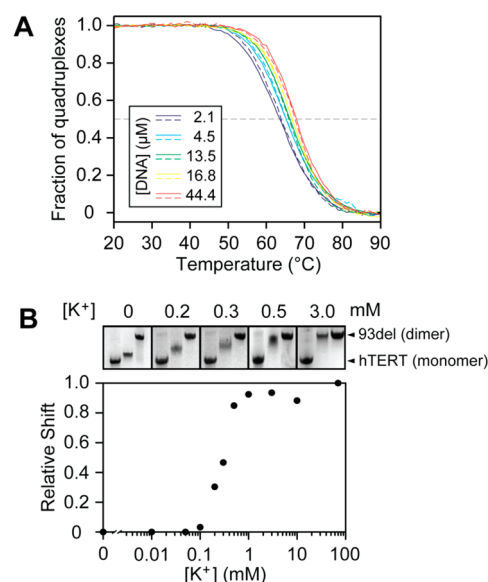 A
Fraction of quadruplexes
1.0
0.8
0.6
0.4
0.2
0
[DNA] (µM)
2.1
4.5
13.5
16.8
44.4
20 30 40 50 60 70 80 90
Temperature (°C)
B
[K⁺] 0 0.2 0.3 0.5 3.0 mM
93del (dimer)
hTERT (monomer)
Relative Shift
1.0
0.8
0.6
0.4
0.2
0
0 0.01 0.1 1 10 100
[K⁺] (mM)